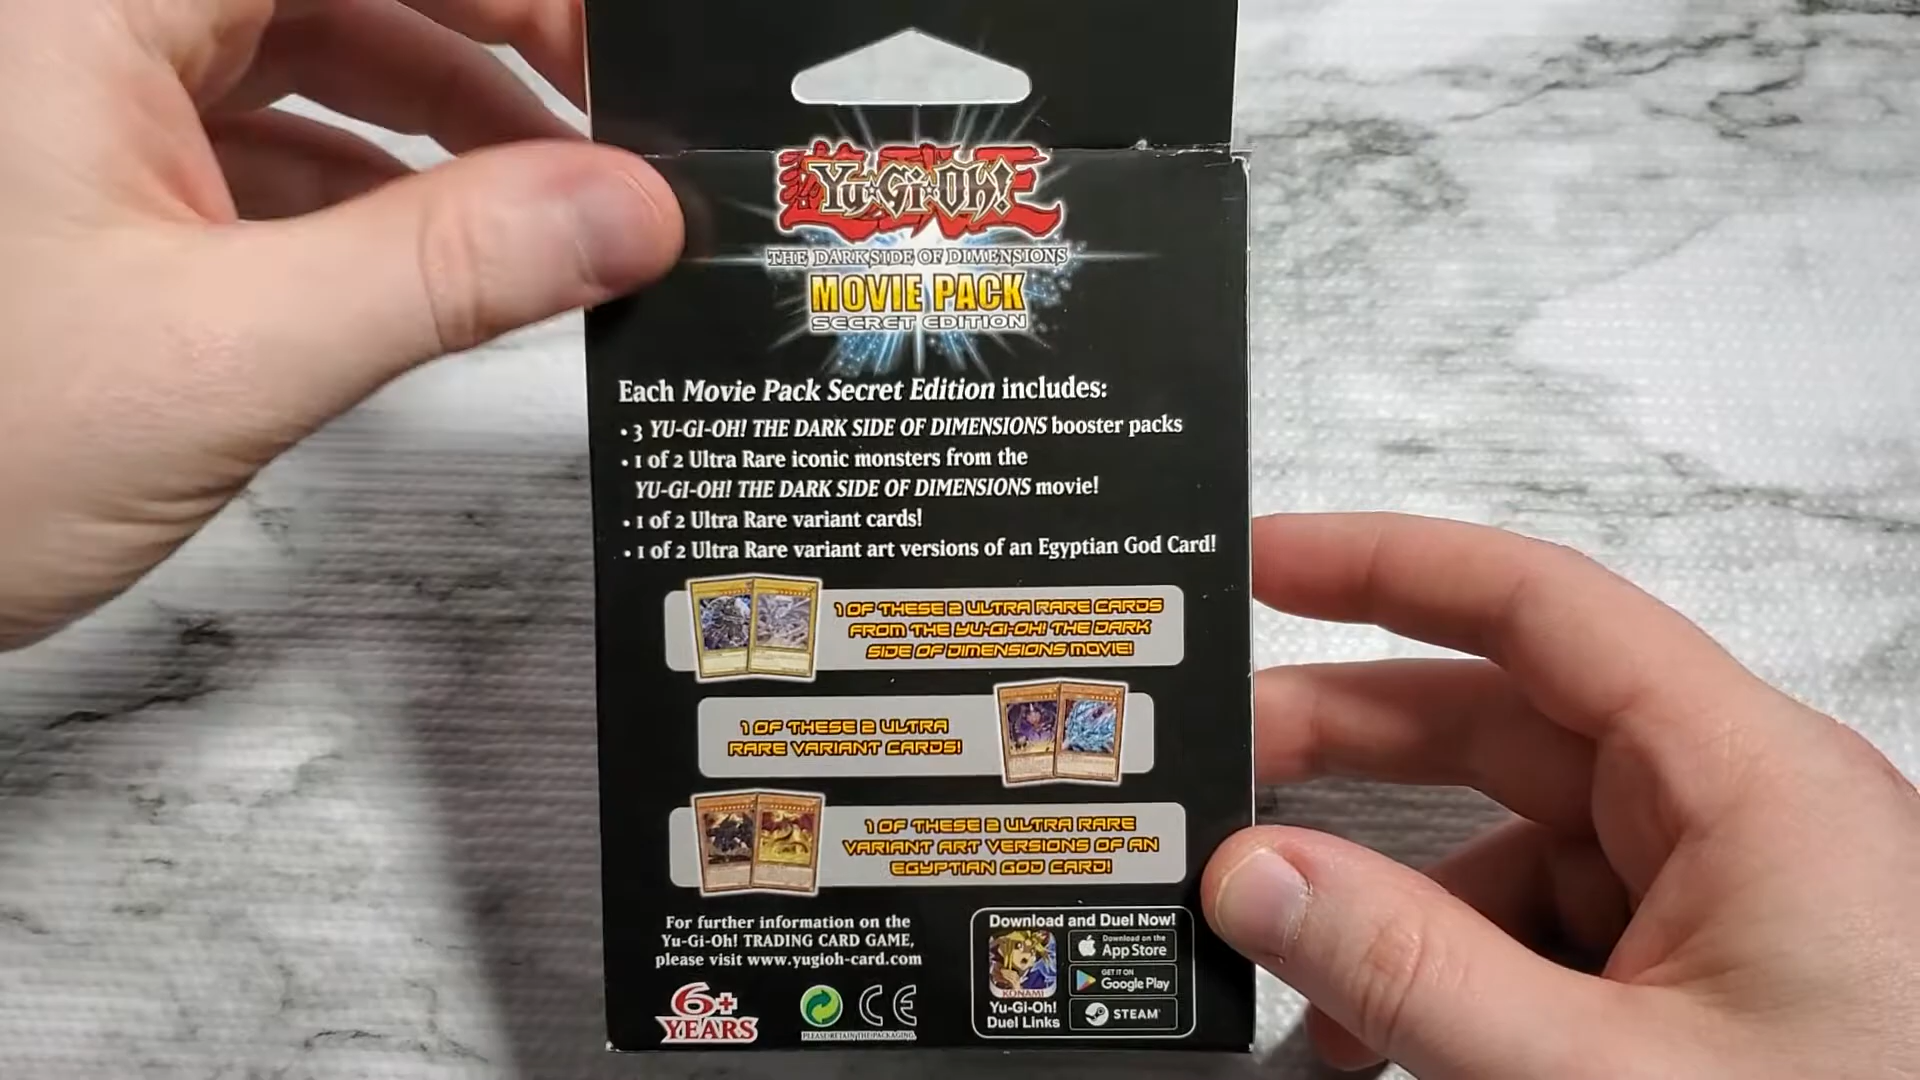 Yu-Gi-Oh!
THE DARK SIDE OF DIMENSIONS
MOVIE PACK
SECRET EDITION
Each Movie Pack Secret Edition includes:
• 3 YU-GI-OH! THE DARK SIDE OF DIMENSIONS booster packs
• 1 of 2 Ultra Rare iconic monsters from the
YU-GI-OH! THE DARK SIDE OF DIMENSIONS movie!
• 1 of 2 Ultra Rare variant cards!
• 1 of 2 Ultra Rare variant art versions of an Egyptian God Card!
1 OF THESE 2 ULTRA RARE CARDS
FROM THE YU-GI-OH! THE DARK
SIDE OF DIMENSIONS MOVIE!
1 OF THESE 2 ULTRA
RARE VARIANT CARDS!
1 OF THESE 2 ULTRA RARE
VARIANT ART VERSIONS OF AN
EGYPTIAN GOD CARD!
For further information on the
Yu-Gi-Oh! TRADING CARD GAME,
please visit www.yugioh-card.com
6+
YEARS
CE
PLEASE RETAIN THE PACKAGING.
Download and Duel Now!
KONAMI
Yu-Gi-Oh!
Duel Links
Download on the
App Store
GET IT ON
Google Play
STEAM